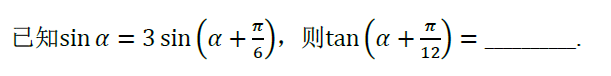 已知sin α = 3 sin(α + π/6)，则tan(α + π/12) = ________.